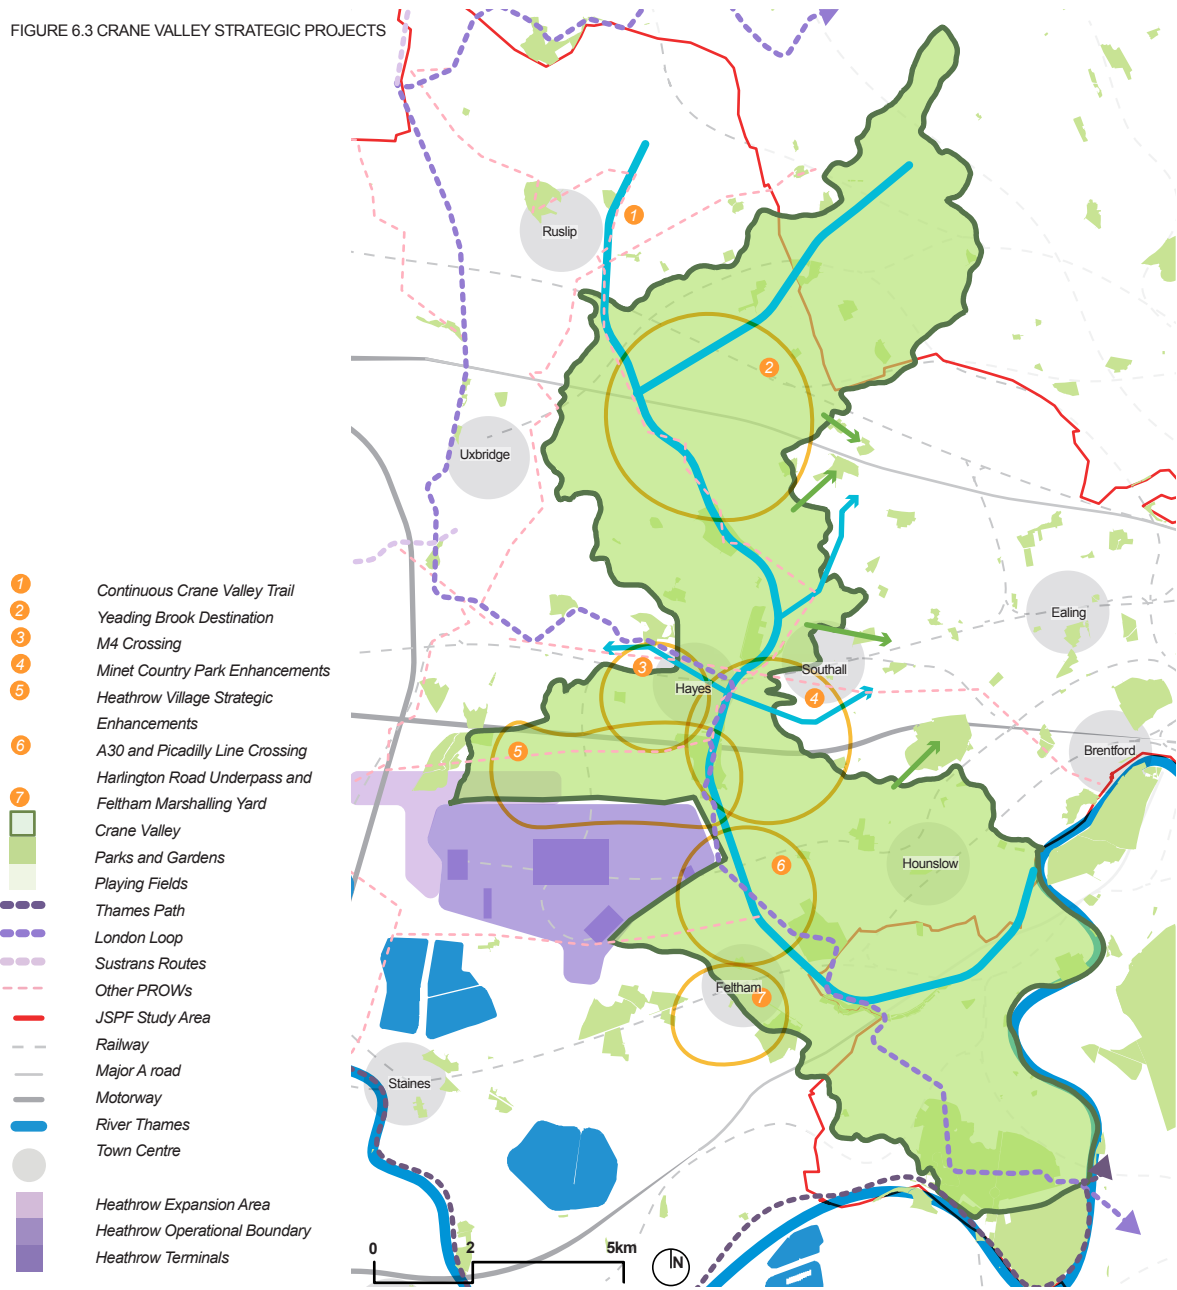 FIGURE 6.3 CRANE VALLEY STRATEGIC PROJECTS
1
Ruslip
2
Uxbridge
Ealing
3
Southall
Hayes
4
Brentford
5
6
Hounslow
Feltham
7
Staines
1 Continuous Crane Valley Trail
2 Yeading Brook Destination
3 M4 Crossing
4 Minet Country Park Enhancements
5 Heathrow Village Strategic
Enhancements
6 A30 and Picadilly Line Crossing
Harlington Road Underpass and
7 Feltham Marshalling Yard
Crane Valley
Parks and Gardens
Playing Fields
Thames Path
London Loop
Sustrans Routes
Other PROWs
JSPF Study Area
Railway
Major A road
Motorway
River Thames
Town Centre
Heathrow Expansion Area
Heathrow Operational Boundary
Heathrow Terminals
0 2 5km
N